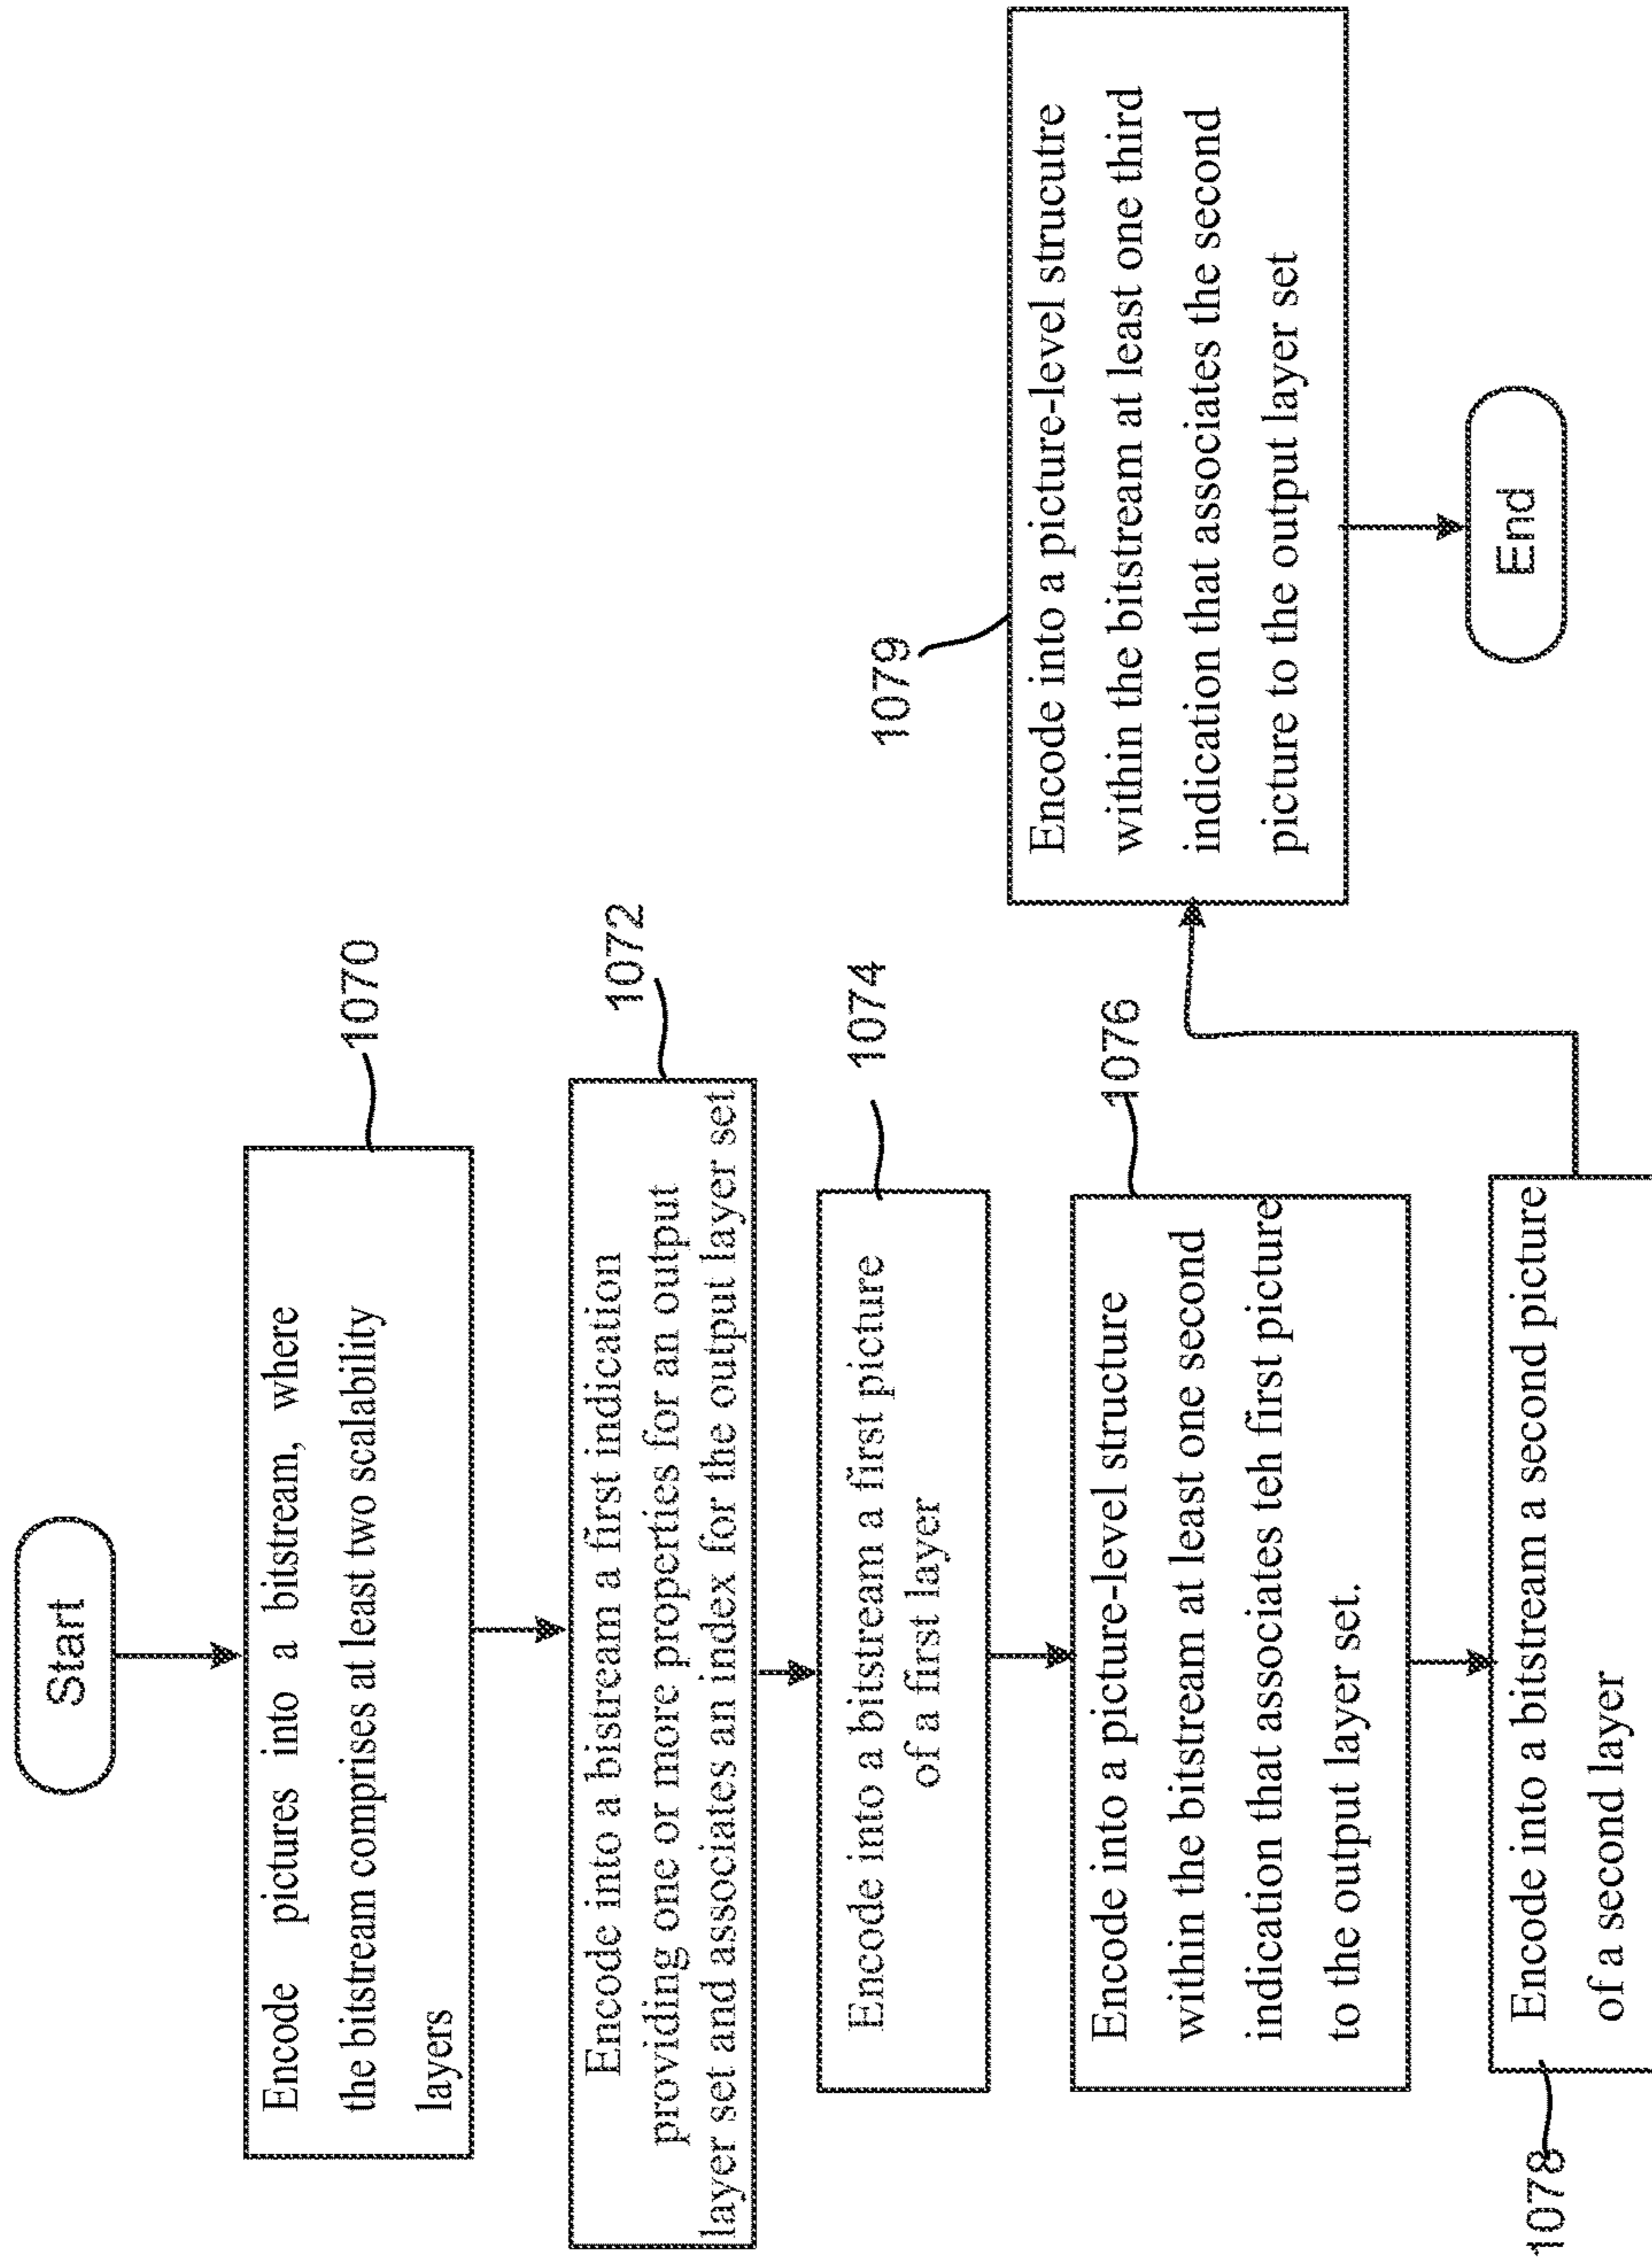 Start
1070
Encode pictures into a bitstream, where
the bitstream comprises at least two scalability
layers
1072
Encode into a bistream a first indication
providing one or more properties for an output
layer set and associates an index for the output layer set
1074
Encode into a bitstream a first picture
of a first layer
1076
Encode into a picture-level structure
within the bitstream at least one second
indication that associates teh first picture
to the output layer set.
1078
Encode into a bitstream a second picture
of a second layer
1079
Encode into a picture-level strucutre
within the bitstream at least one third
indication that associates the second
picture to the output layer set
End